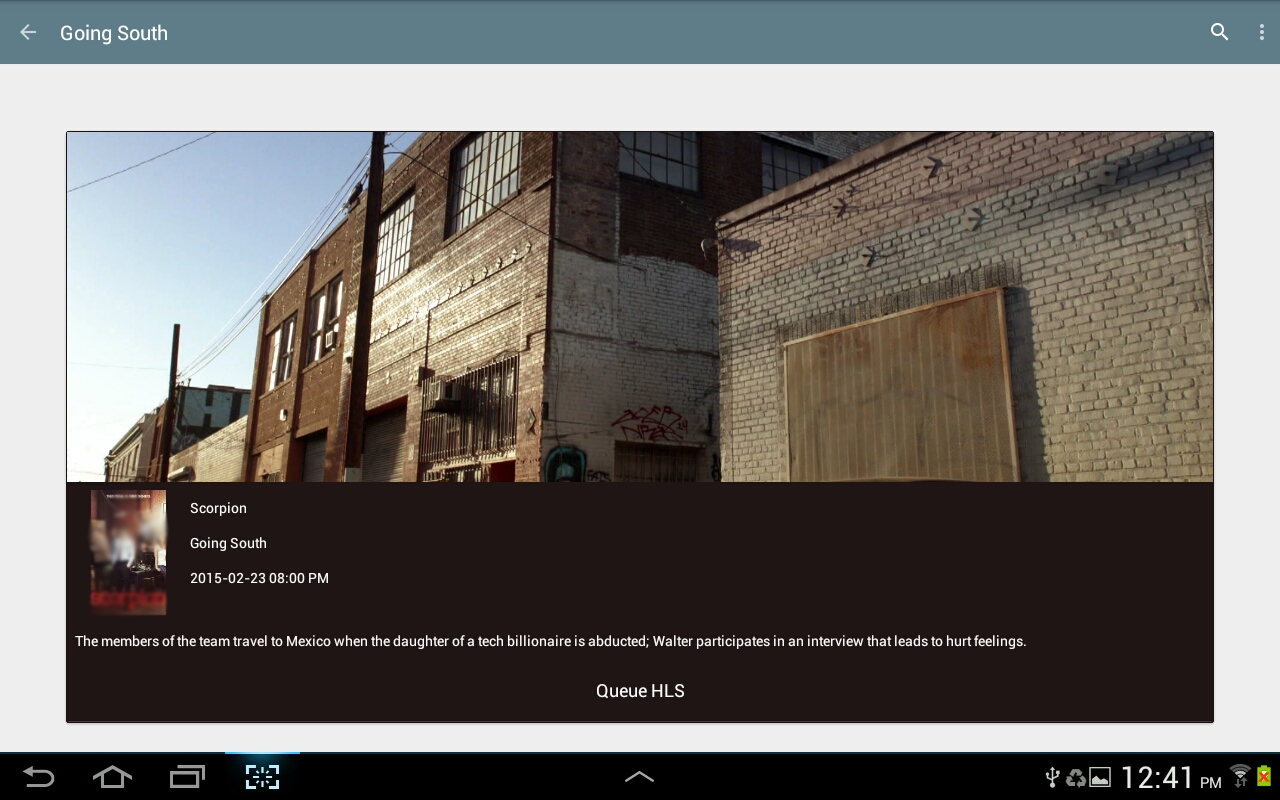 Going South
Scorpion
Going South
2015-02-23 08:00 PM
The members of the team travel to Mexico when the daughter of a tech billionaire is abducted; Walter participates in an interview that leads to hurt feelings.
Queue HLS
12:41 PM